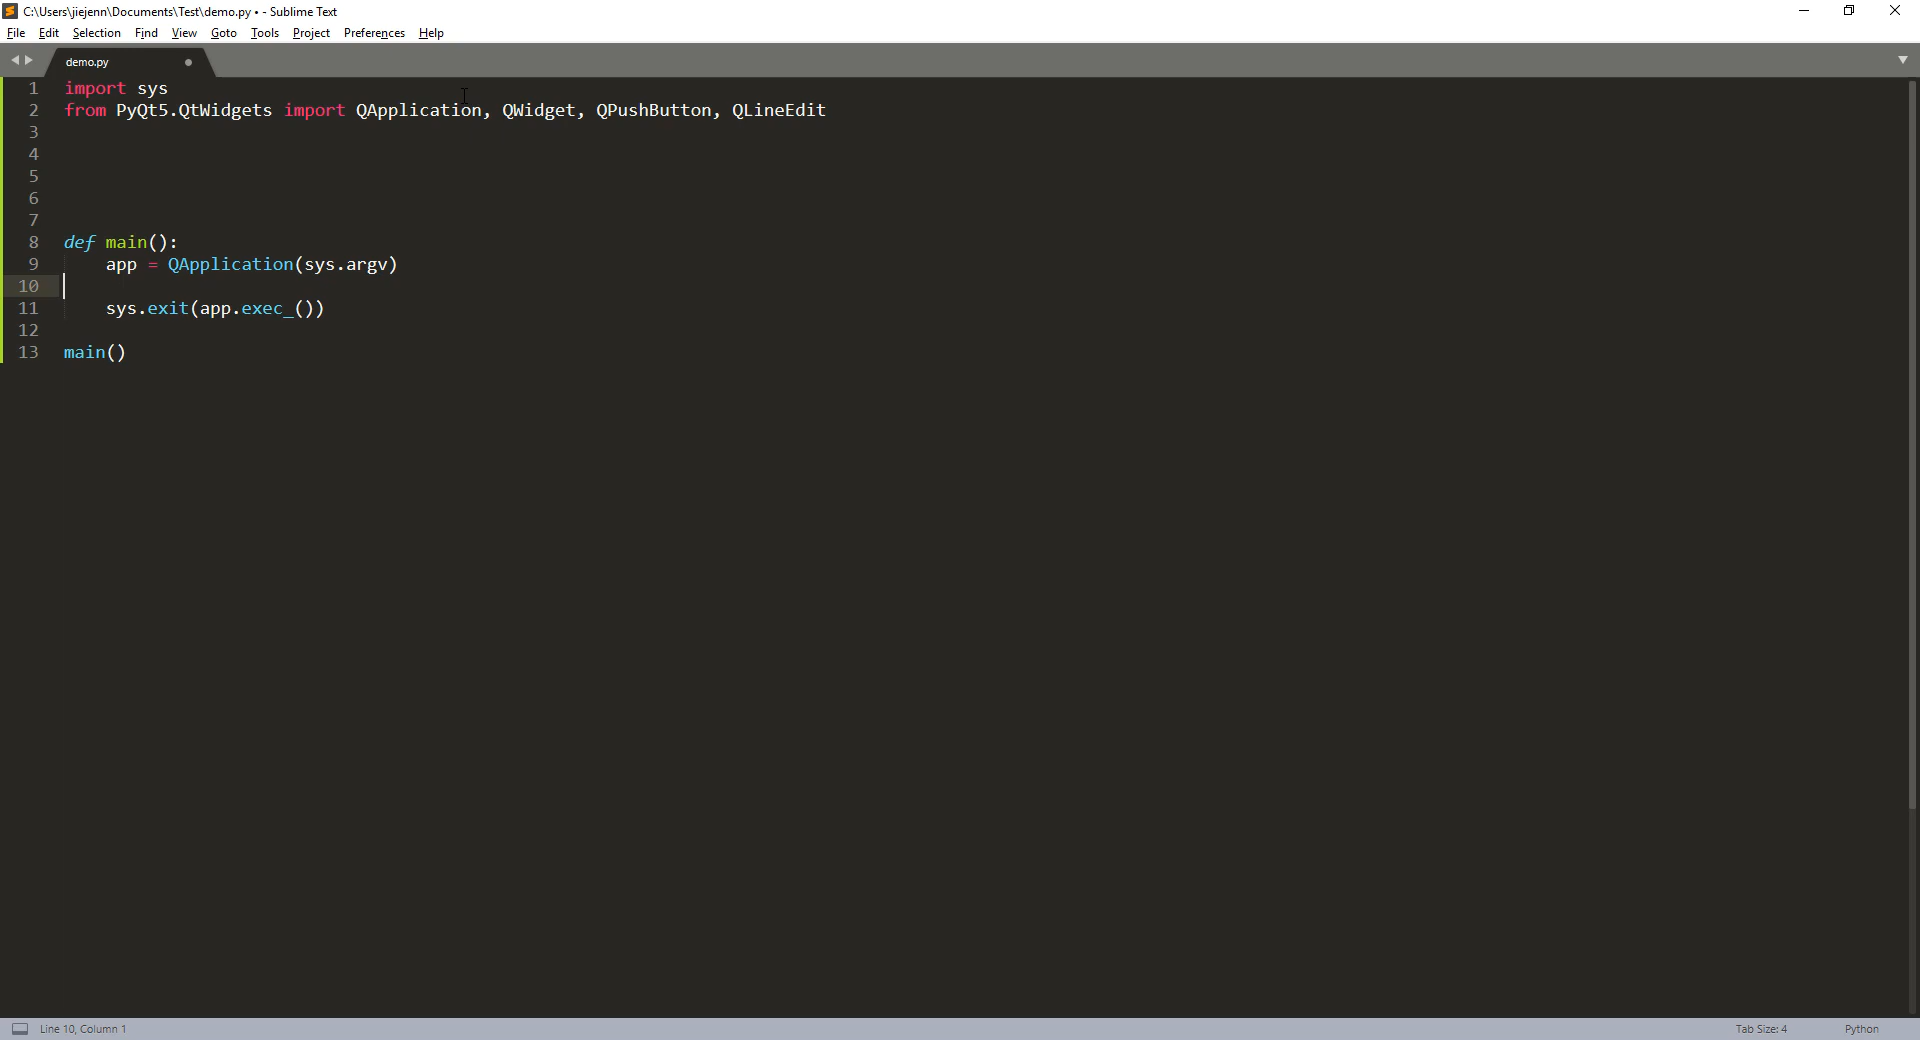 C:\Users\jiejenn\Documents\Test\demo.py • - Sublime Text
File Edit Selection Find View Goto Tools Project Preferences Help
demo.py
1 import sys
2 from PyQt5.QtWidgets import QApplication, QWidget, QPushButton, QLineEdit
3
4
5
6
7
8 def main():
9 app = QApplication(sys.argv)
10
11 sys.exit(app.exec_())
12
13 main()
Line 10, Column 1 Tab Size: 4 Python